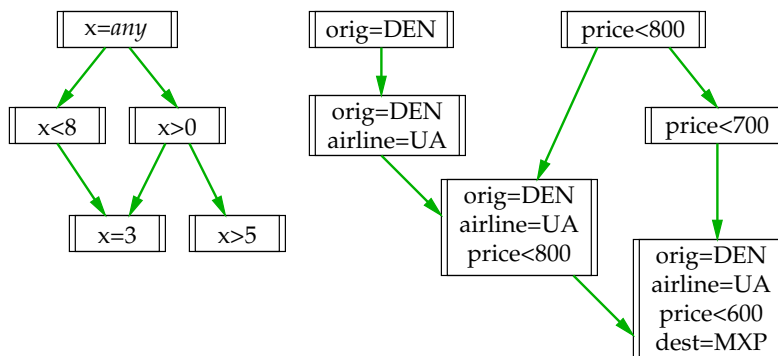 x=any
orig=DEN
price<800
x<8
x>0
orig=DEN
airline=UA
price<700
x=3
x>5
orig=DEN
airline=UA
price<800
orig=DEN
airline=UA
price<600
dest=MXP